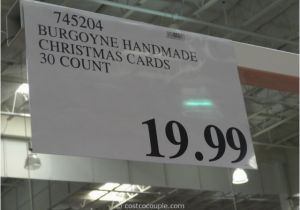 745204
BURGOYNE HANDMADE
CHRISTMAS CARDS
30 COUNT
19.99
© costcocouple.com